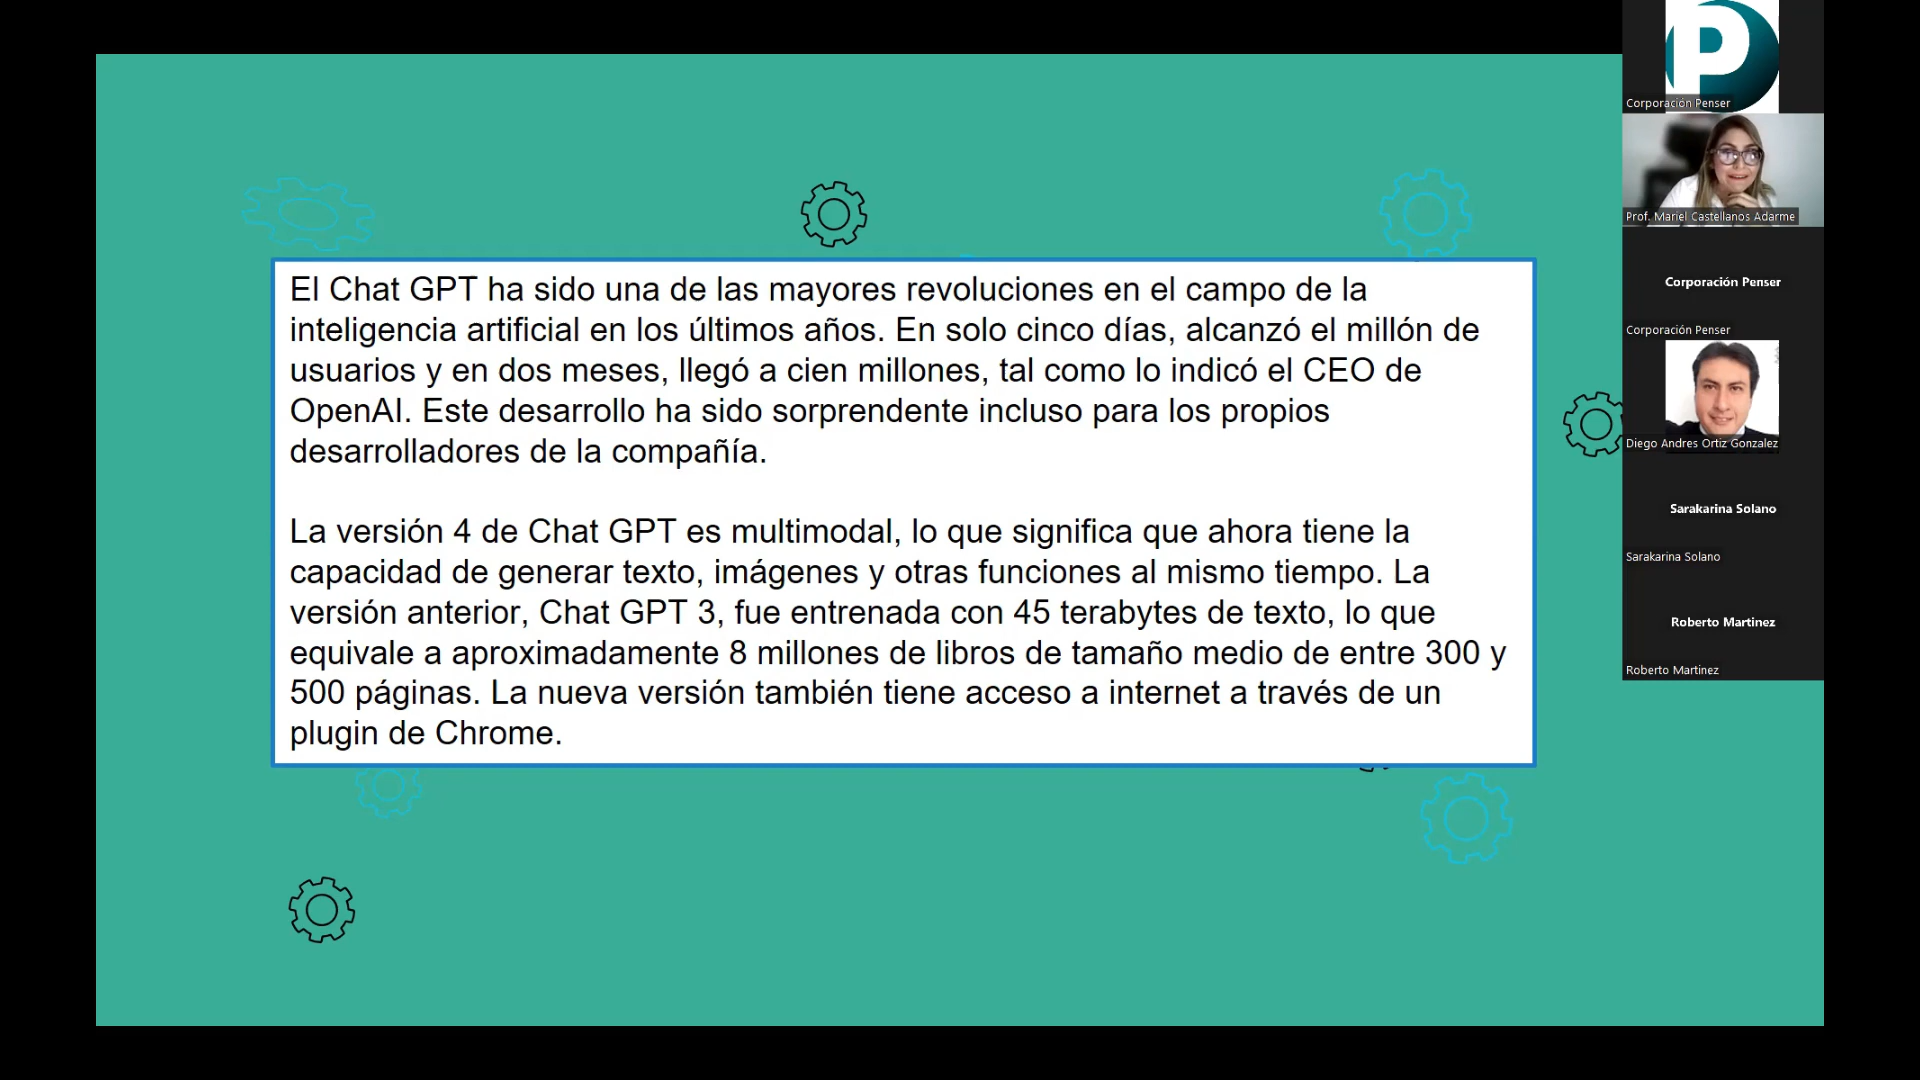 El Chat GPT ha sido una de las mayores revoluciones en el campo de la
inteligencia artificial en los últimos años. En solo cinco días, alcanzó el millón de
usuarios y en dos meses, llegó a cien millones, tal como lo indicó el CEO de
OpenAI. Este desarrollo ha sido sorprendente incluso para los propios
desarrolladores de la compañía.
La versión 4 de Chat GPT es multimodal, lo que significa que ahora tiene la
capacidad de generar texto, imágenes y otras funciones al mismo tiempo. La
versión anterior, Chat GPT 3, fue entrenada con 45 terabytes de texto, lo que
equivale a aproximadamente 8 millones de libros de tamaño medio de entre 300 y
500 páginas. La nueva versión también tiene acceso a internet a través de un
plugin de Chrome.
P
Corporación Penser
Prof. Mariel Castellanos Adarme
Corporación Penser
Corporación Penser
Diego Andres Ortiz Gonzalez
Sarakarina Solano
Sarakarina Solano
Roberto Martinez
Roberto Martinez